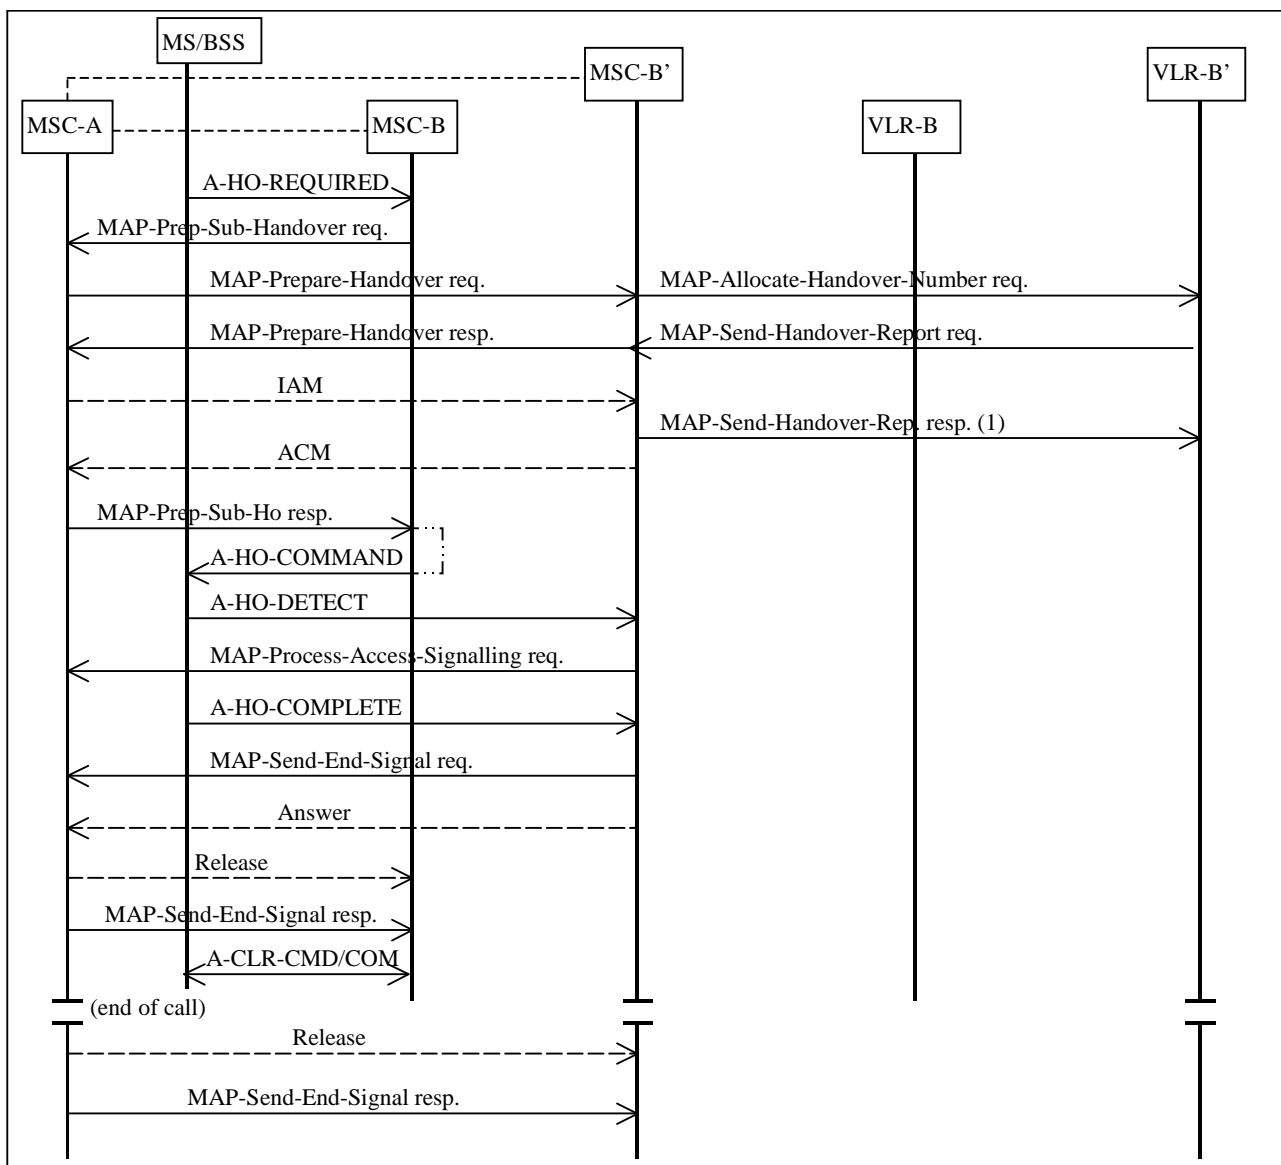 MS/BSS
MSC-B’
VLR-B’
MSC-A
MSC-B
VLR-B
A-HO-REQUIRED
MAP-Prep-Sub-Handover req.
MAP-Prepare-Handover req.
MAP-Allocate-Handover-Number req.
MAP-Prepare-Handover resp.
MAP-Send-Handover-Report req.
IAM
MAP-Send-Handover-Rep. resp. (1)
ACM
MAP-Prep-Sub-Ho resp.
A-HO-COMMAND
A-HO-DETECT
MAP-Process-Access-Signalling req.
A-HO-COMPLETE
MAP-Send-End-Signal req.
Answer
Release
MAP-Send-End-Signal resp.
A-CLR-CMD/COM
(end of call)
Release
MAP-Send-End-Signal resp.